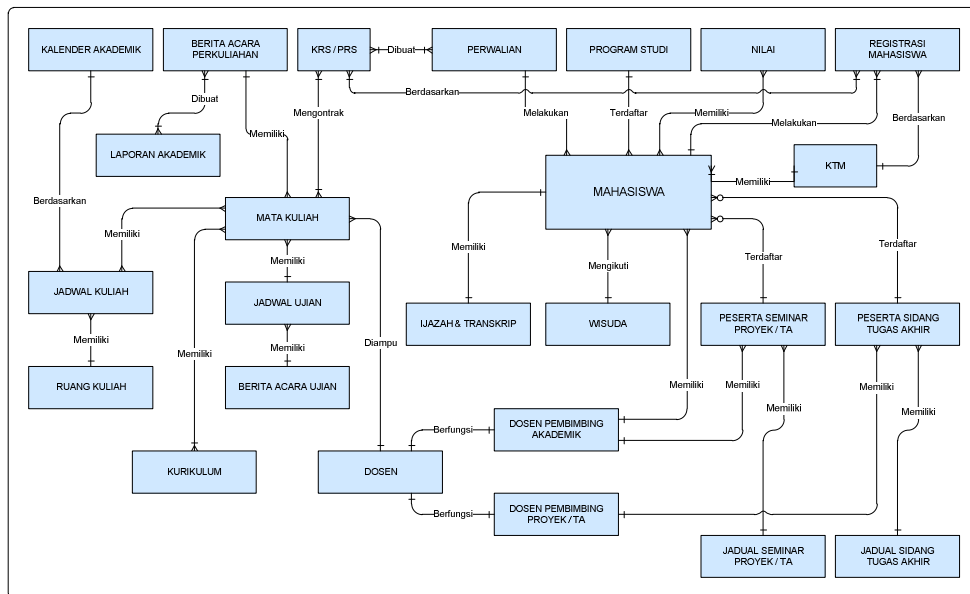 KALENDER AKADEMIK
BERITA ACARA
PERKULIAHAN
KRS / PRS
Dibuat
PERWALIAN
PROGRAM STUDI
NILAI
REGISTRASI
MAHASISWA
Dibuat
Berdasarkan
Mengontrak
Melakukan
Terdaftar
Memiliki
Melakukan
Berdasarkan
Memiliki
LAPORAN AKADEMIK
KTM
Memiliki
MAHASISWA
Berdasarkan
MATA KULIAH
Memiliki
Memiliki
Memiliki
Mengikuti
Terdaftar
Terdaftar
JADWAL KULIAH
JADWAL UJIAN
IJAZAH & TRANSKRIP
WISUDA
PESERTA SEMINAR
PROYEK / TA
PESERTA SIDANG
TUGAS AKHIR
Memiliki
Memiliki
Memiliki
Diampu
RUANG KULIAH
BERITA ACARA UJIAN
Memiliki
Memiliki
Memiliki
Memiliki
Memiliki
Berfungsi
DOSEN PEMBIMBING
AKADEMIK
KURIKULUM
DOSEN
Berfungsi
DOSEN PEMBIMBING
PROYEK / TA
JADUAL SEMINAR
PROYEK / TA
JADUAL SIDANG
TUGAS AKHIR